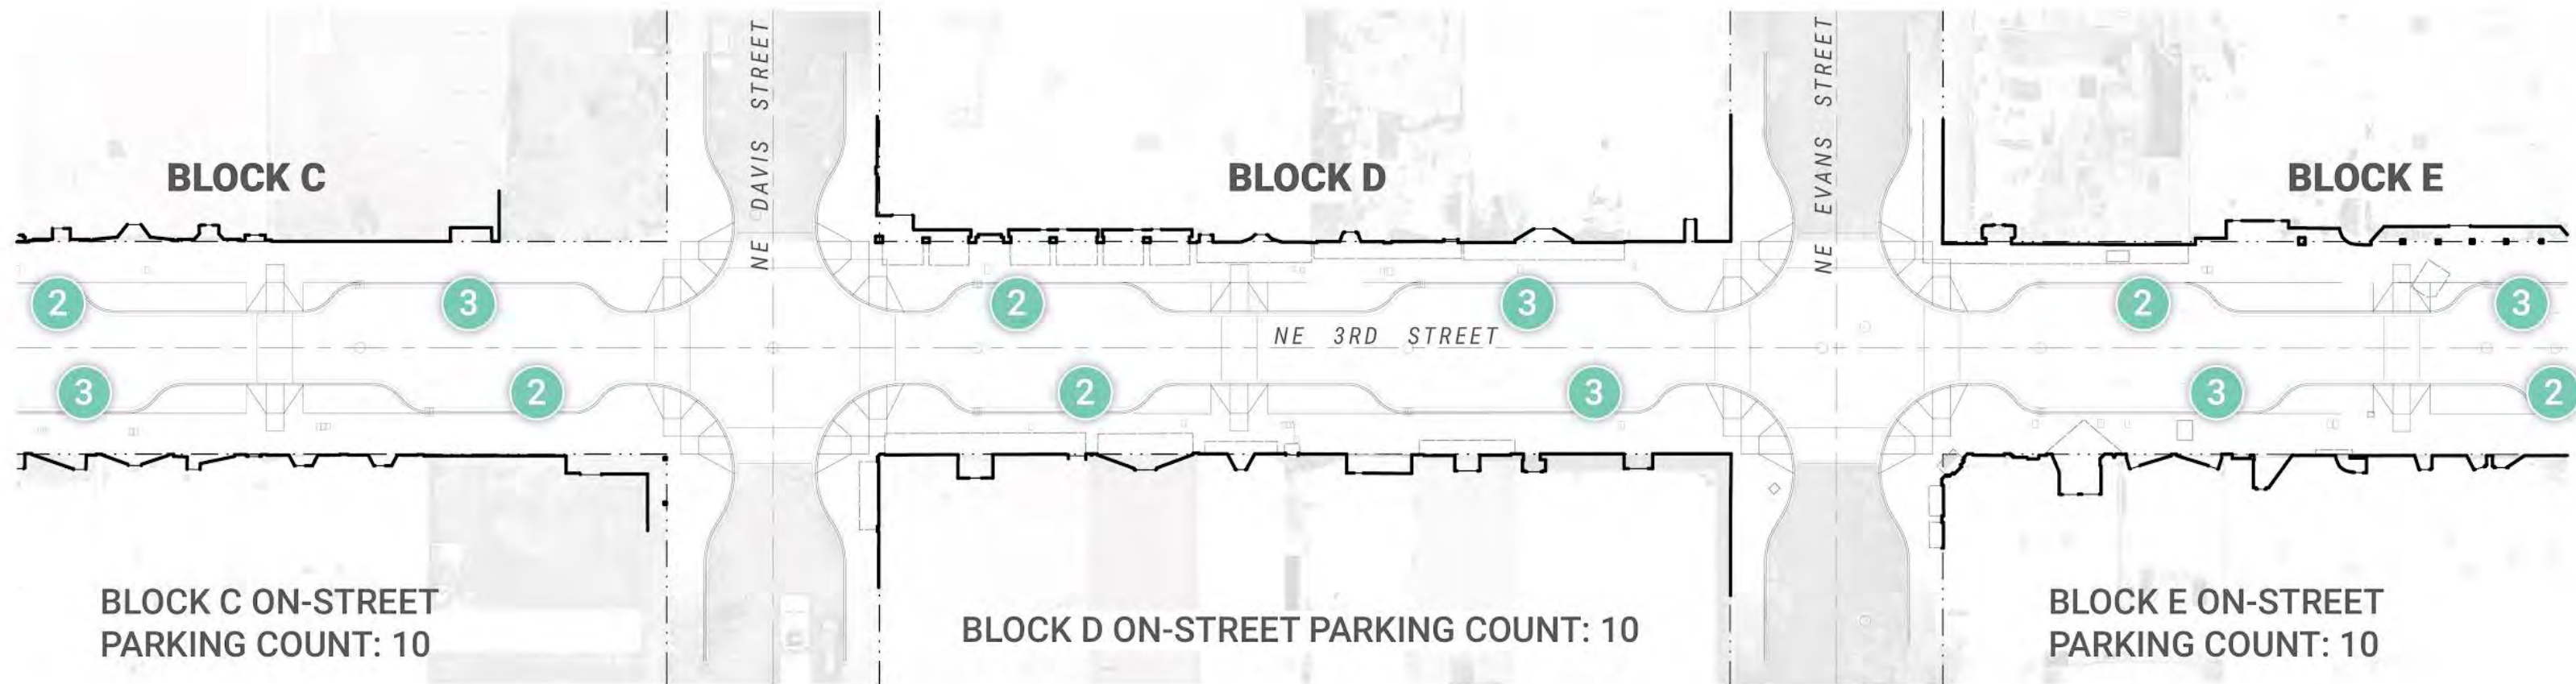 NE DAVIS STREET
NE EVANS STREET
BLOCK C
BLOCK D
BLOCK E
2
3
2
3
2
3
NE 3RD STREET
3
2
2
3
3
2
BLOCK C ON-STREET
PARKING COUNT: 10
BLOCK D ON-STREET PARKING COUNT: 10
BLOCK E ON-STREET
PARKING COUNT: 10